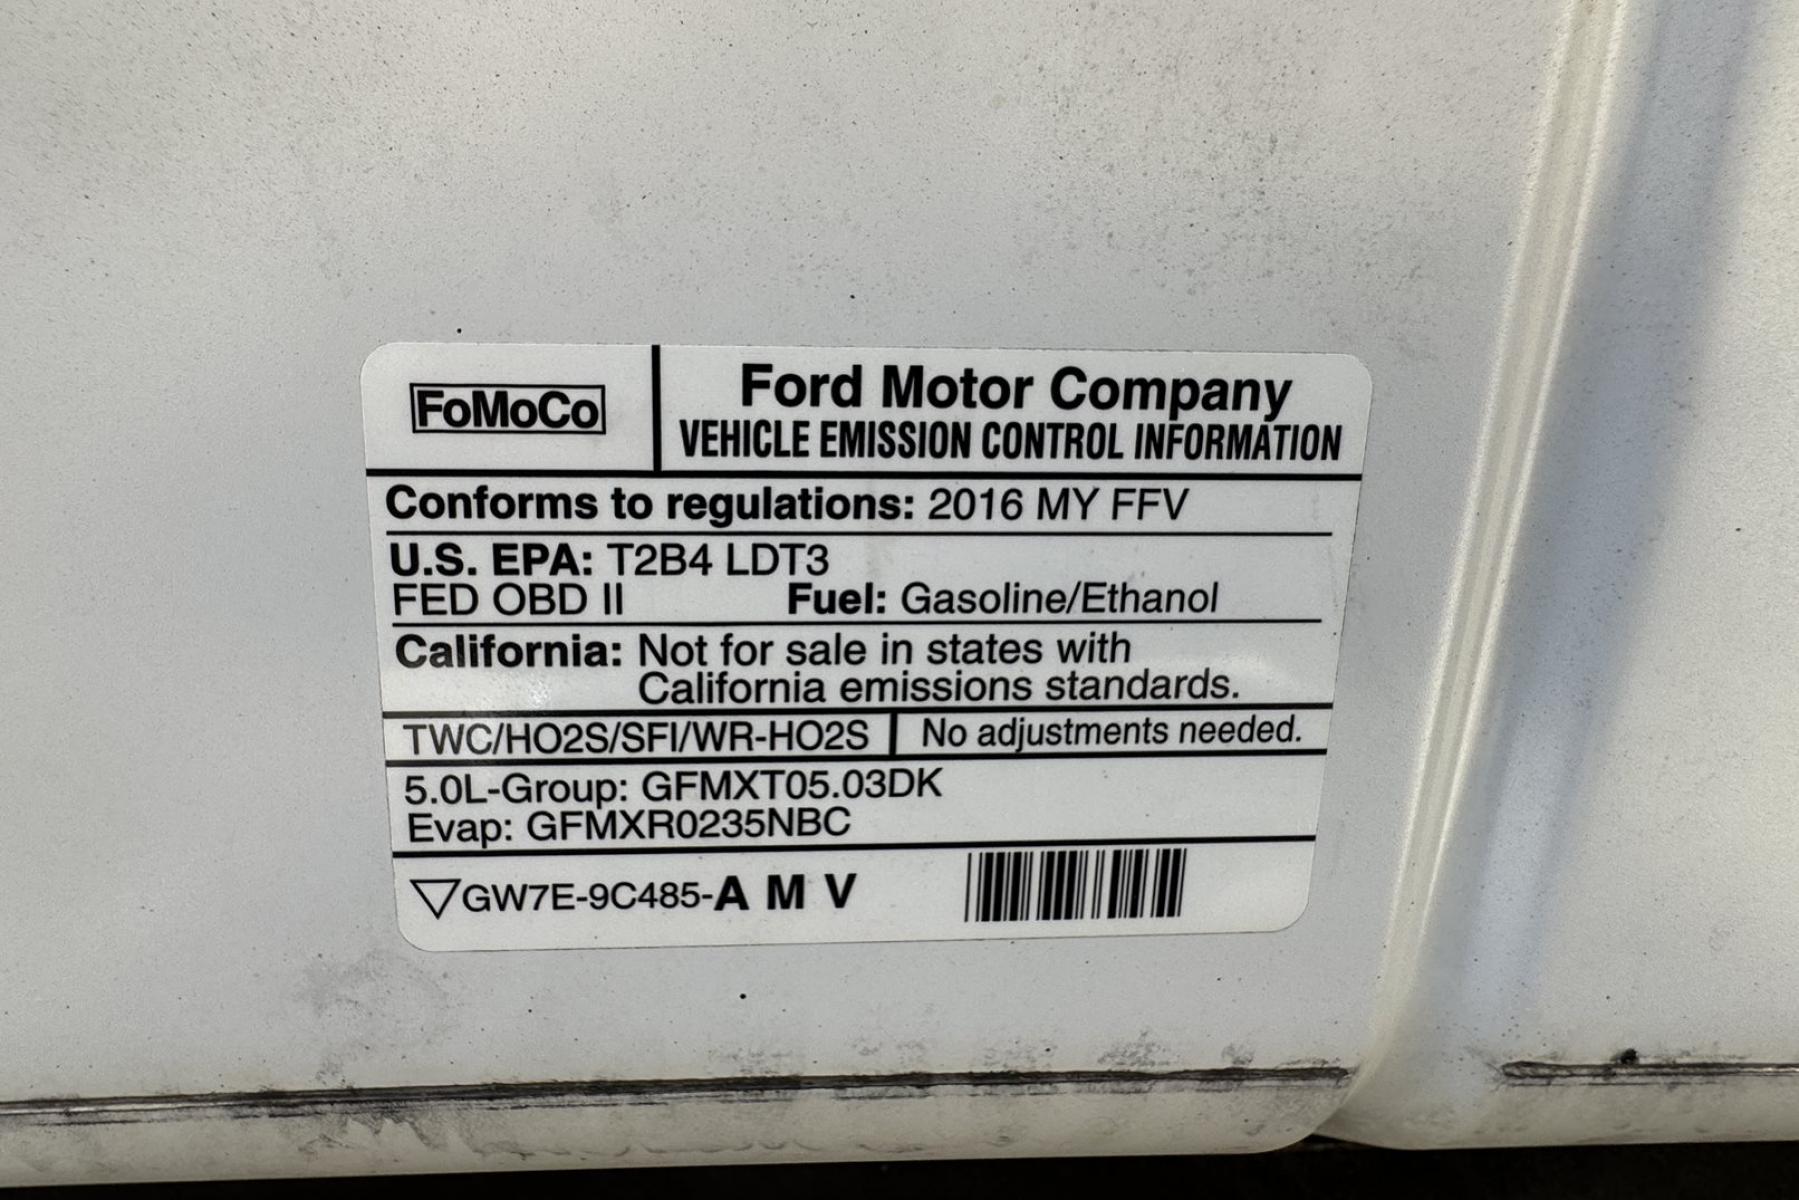 FoMoCo
Ford Motor Company
VEHICLE EMISSION CONTROL INFORMATION
Conforms to regulations: 2016 MY FFV
U.S. EPA: T2B4 LDT3
FED OBD II Fuel: Gasoline/Ethanol
California: Not for sale in states with
California emissions standards.
TWC/HO2S/SFI/WR-HO2S No adjustments needed.
5.0L-Group: GFMXT05.03DK
Evap: GFMXR0235NBC
GW7E-9C485-A M V